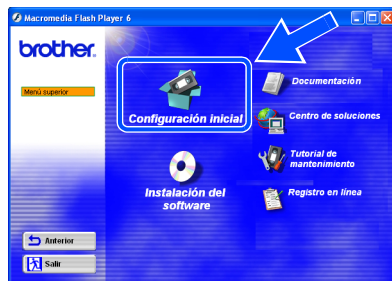 Macromedia Flash Player 6
brother.
Menú superior
Configuración inicial
Instalación del
software
Documentación
Centro de soluciones
Tutorial de
mantenimiento
Registro en línea
Anterior
Salir